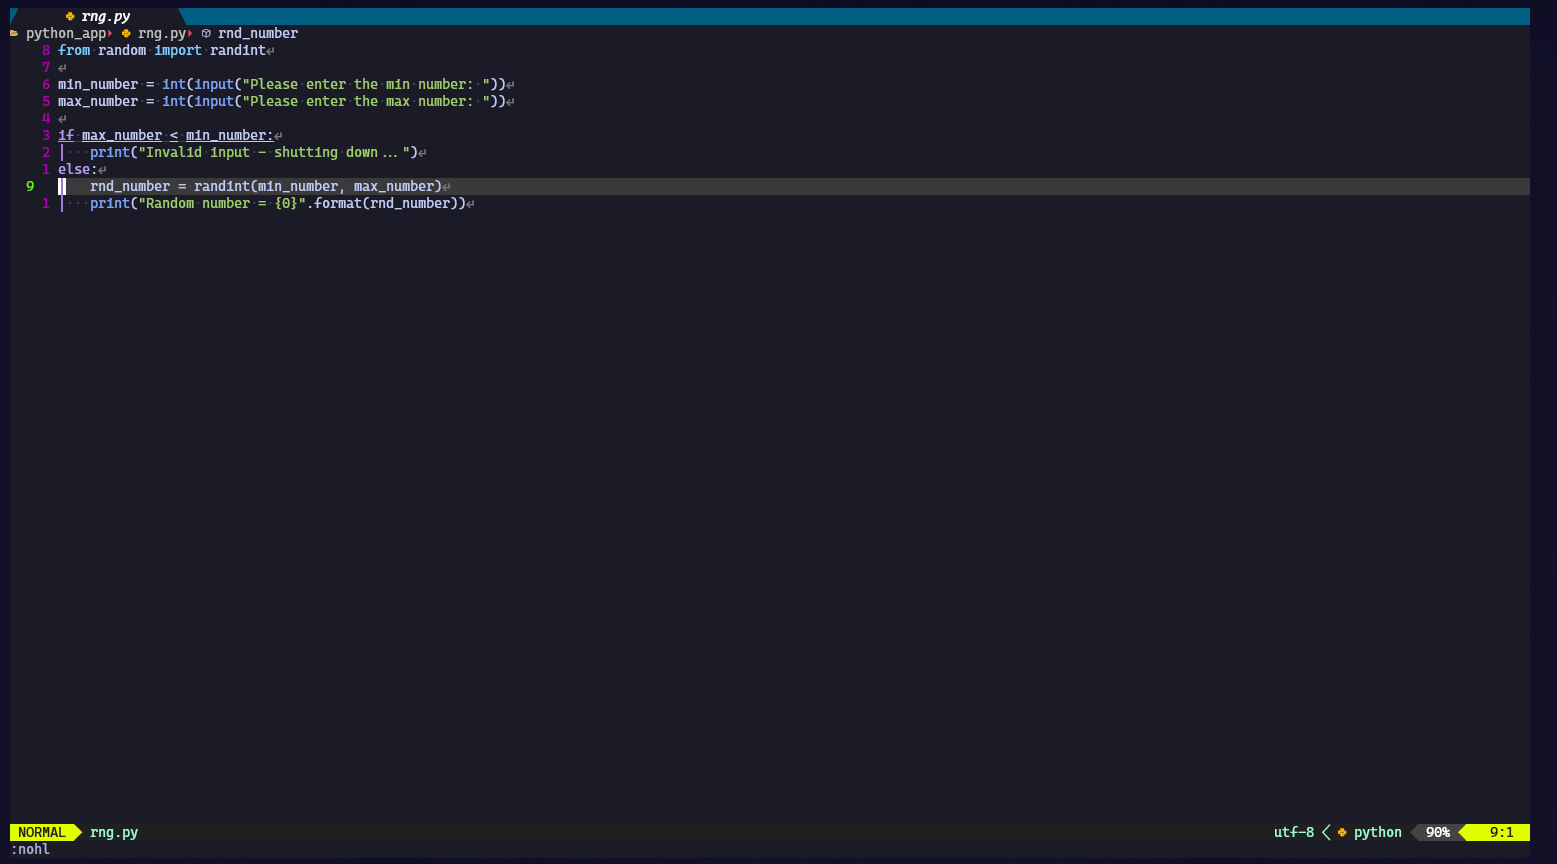 rng.py
python_app rng.py rnd_number
8 from random import randint
7
6 min_number = int(input("Please enter the min number: "))
5 max_number = int(input("Please enter the max number: "))
4
3 if max_number < min_number:
2 print("Invalid input - shutting down...")
1 else:
9 rnd_number = randint(min_number, max_number)
1 print("Random number = {0}".format(rnd_number))
NORMAL rng.py utf-8 python 90% 9:1
:nohl